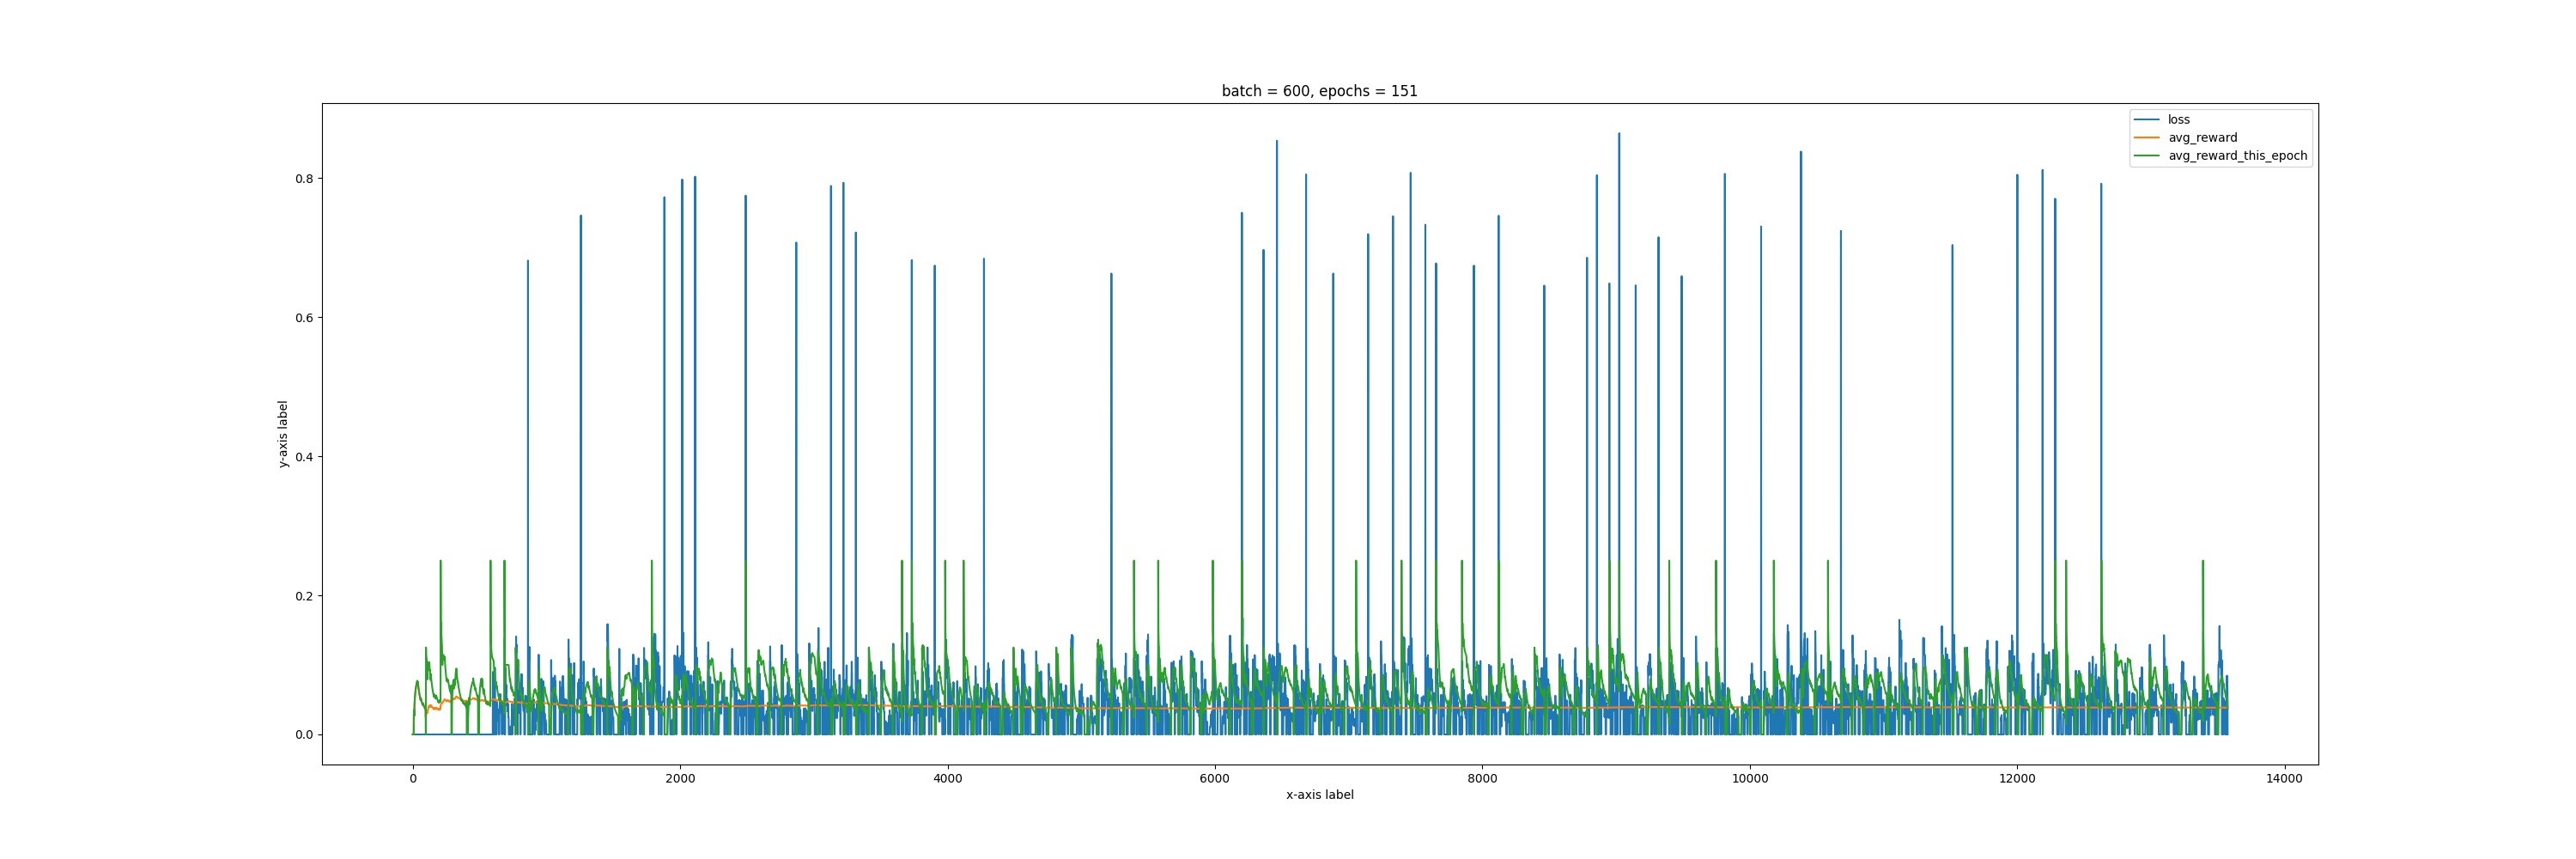 batch = 600, epochs = 151
loss
avg_reward
avg_reward_this_epoch
y-axis label
0.8
0.6
0.4
0.2
0.0
0 2000 4000 6000 8000 10000 12000 14000
x-axis label